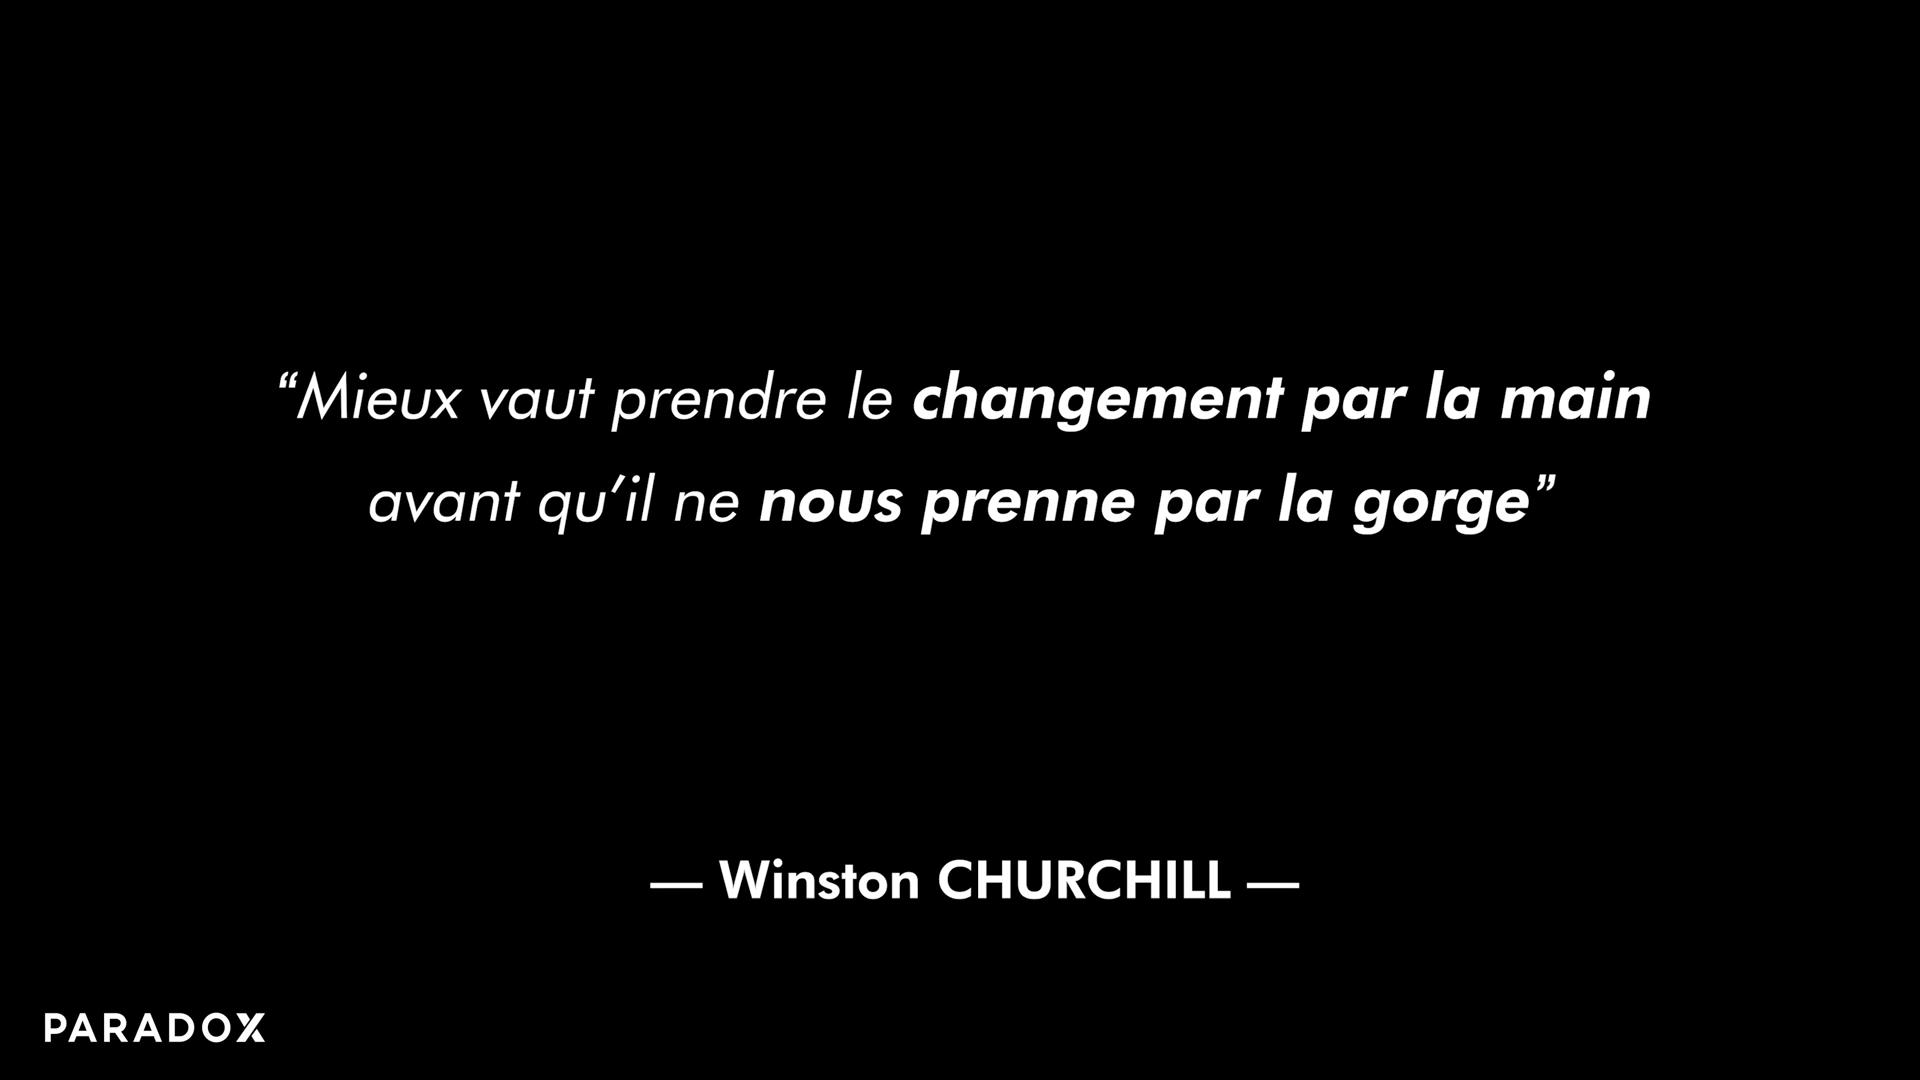 “Mieux vaut prendre le changement par la main
avant qu’il ne nous prenne par la gorge”
— Winston CHURCHILL —
PARADOX